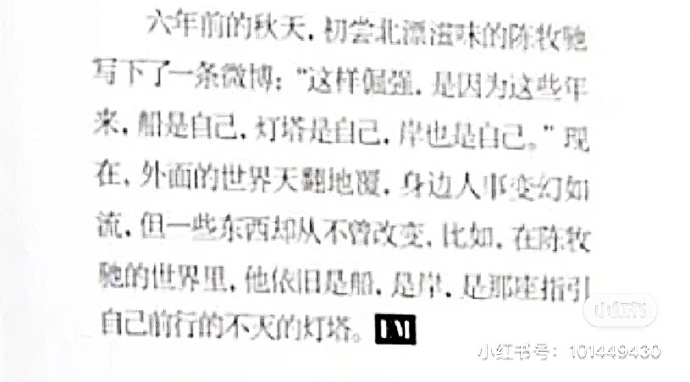 六年前的秋天，初尝北漂滋味的陈牧驰
写下了一条微博：“这样倔强，是因为这些年
来，船是自己，灯塔是自己，岸也是自己。”现
在，外面的世界天翻地覆，身边人事变幻如
流，但一些东西却从不曾改变，比如，在陈牧
驰的世界里，他依旧是船，是岸，是那座指引
自己前行的不灭的灯塔。
小红书
小红书号：101449430